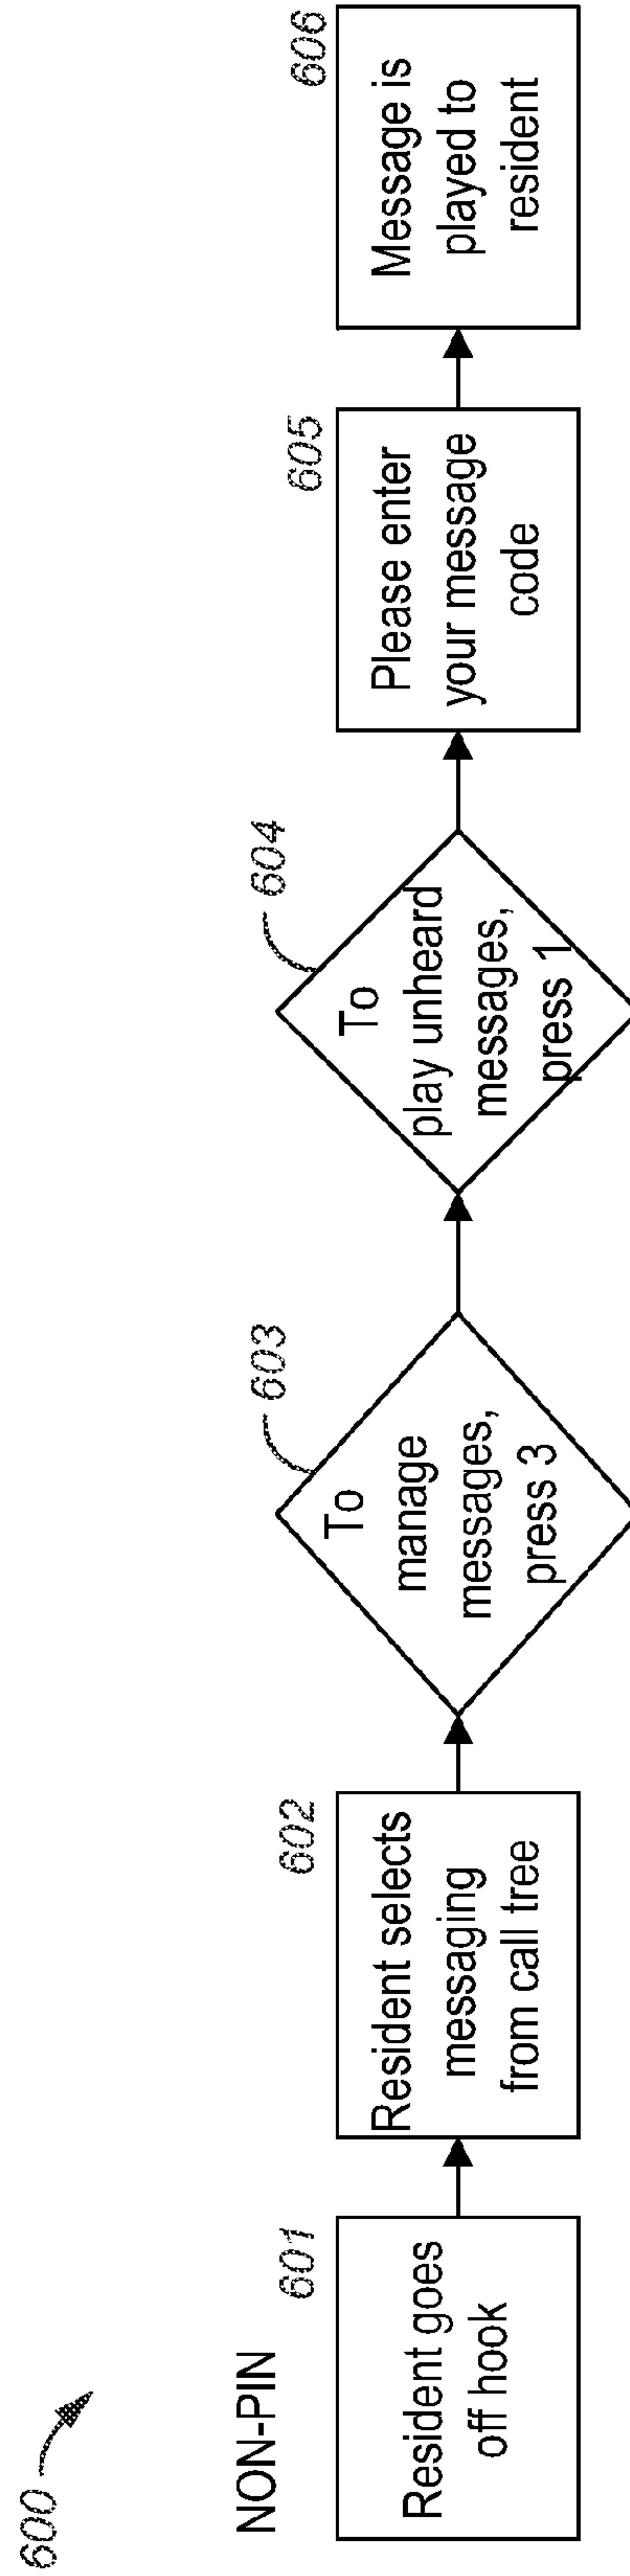 600
NON-PIN
601
Resident goes
off hook
602
Resident selects
messaging
from call tree
603
To
manage
messages,
press 3
604
To
play unheard
messages,
press 1
605
Please enter
your message
code
606
Message is
played to
resident